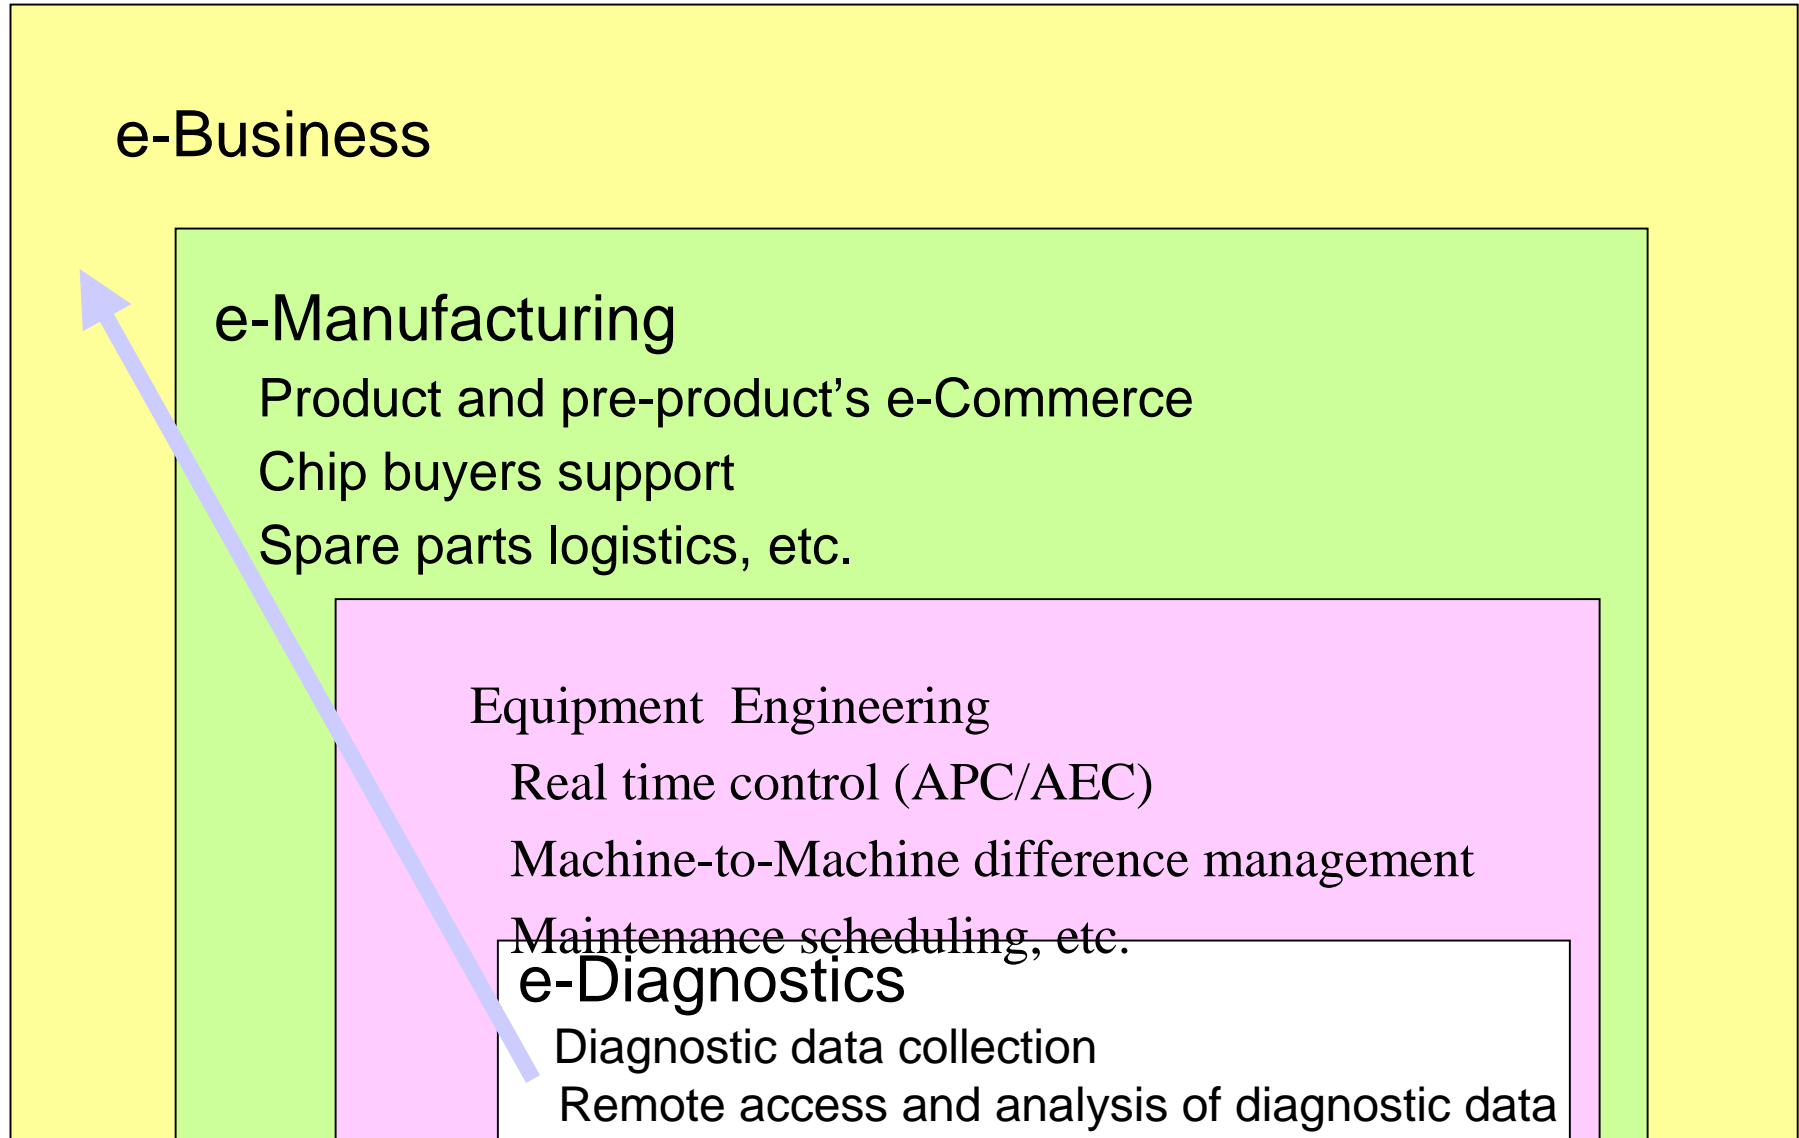 e-Business
e-Manufacturing
Product and pre-product’s e-Commerce
Chip buyers support
Spare parts logistics, etc.
Equipment  Engineering
Real time control (APC/AEC)
Machine-to-Machine difference management
Maintenance scheduling, etc.
e-Diagnostics
Diagnostic data collection
Remote access and analysis of diagnostic data